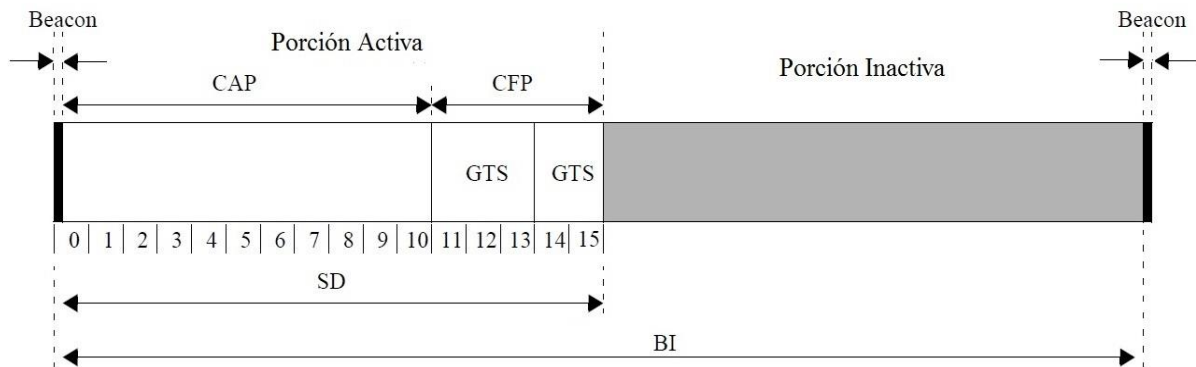 Beacon
Beacon
Porción Activa
Porción Inactiva
CAP
CFP
GTS
GTS
0 1 2 3 4 5 6 7 8 9 10 11 12 13 14 15
SD
BI